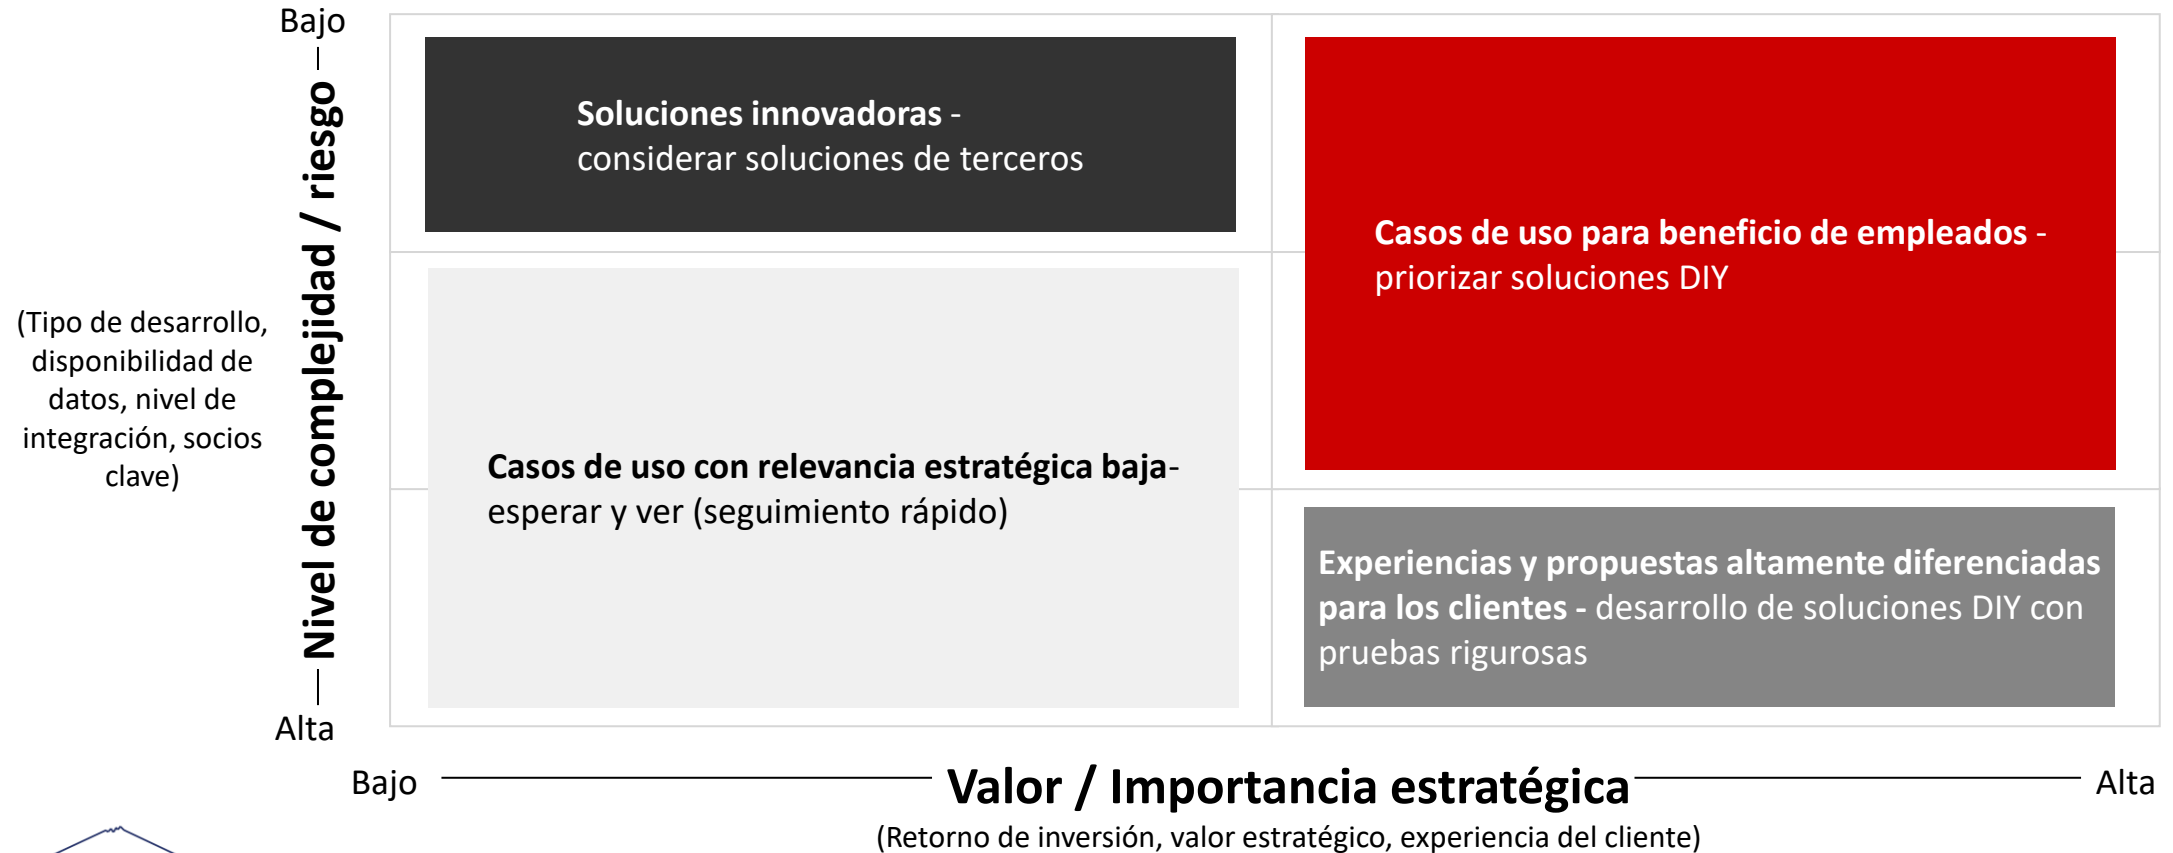 Bajo
Nivel de complejidad / riesgo
(Tipo de desarrollo,
disponibilidad de
datos, nivel de
integración, socios
clave)
Alta
Soluciones innovadoras -
considerar soluciones de terceros
Casos de uso para beneficio de empleados -
priorizar soluciones DIY
Casos de uso con relevancia estratégica baja-
esperar y ver (seguimiento rápido)
Experiencias y propuestas altamente diferenciadas
para los clientes - desarrollo de soluciones DIY con
pruebas rigurosas
Bajo
Valor / Importancia estratégica
Alta
(Retorno de inversión, valor estratégico, experiencia del cliente)